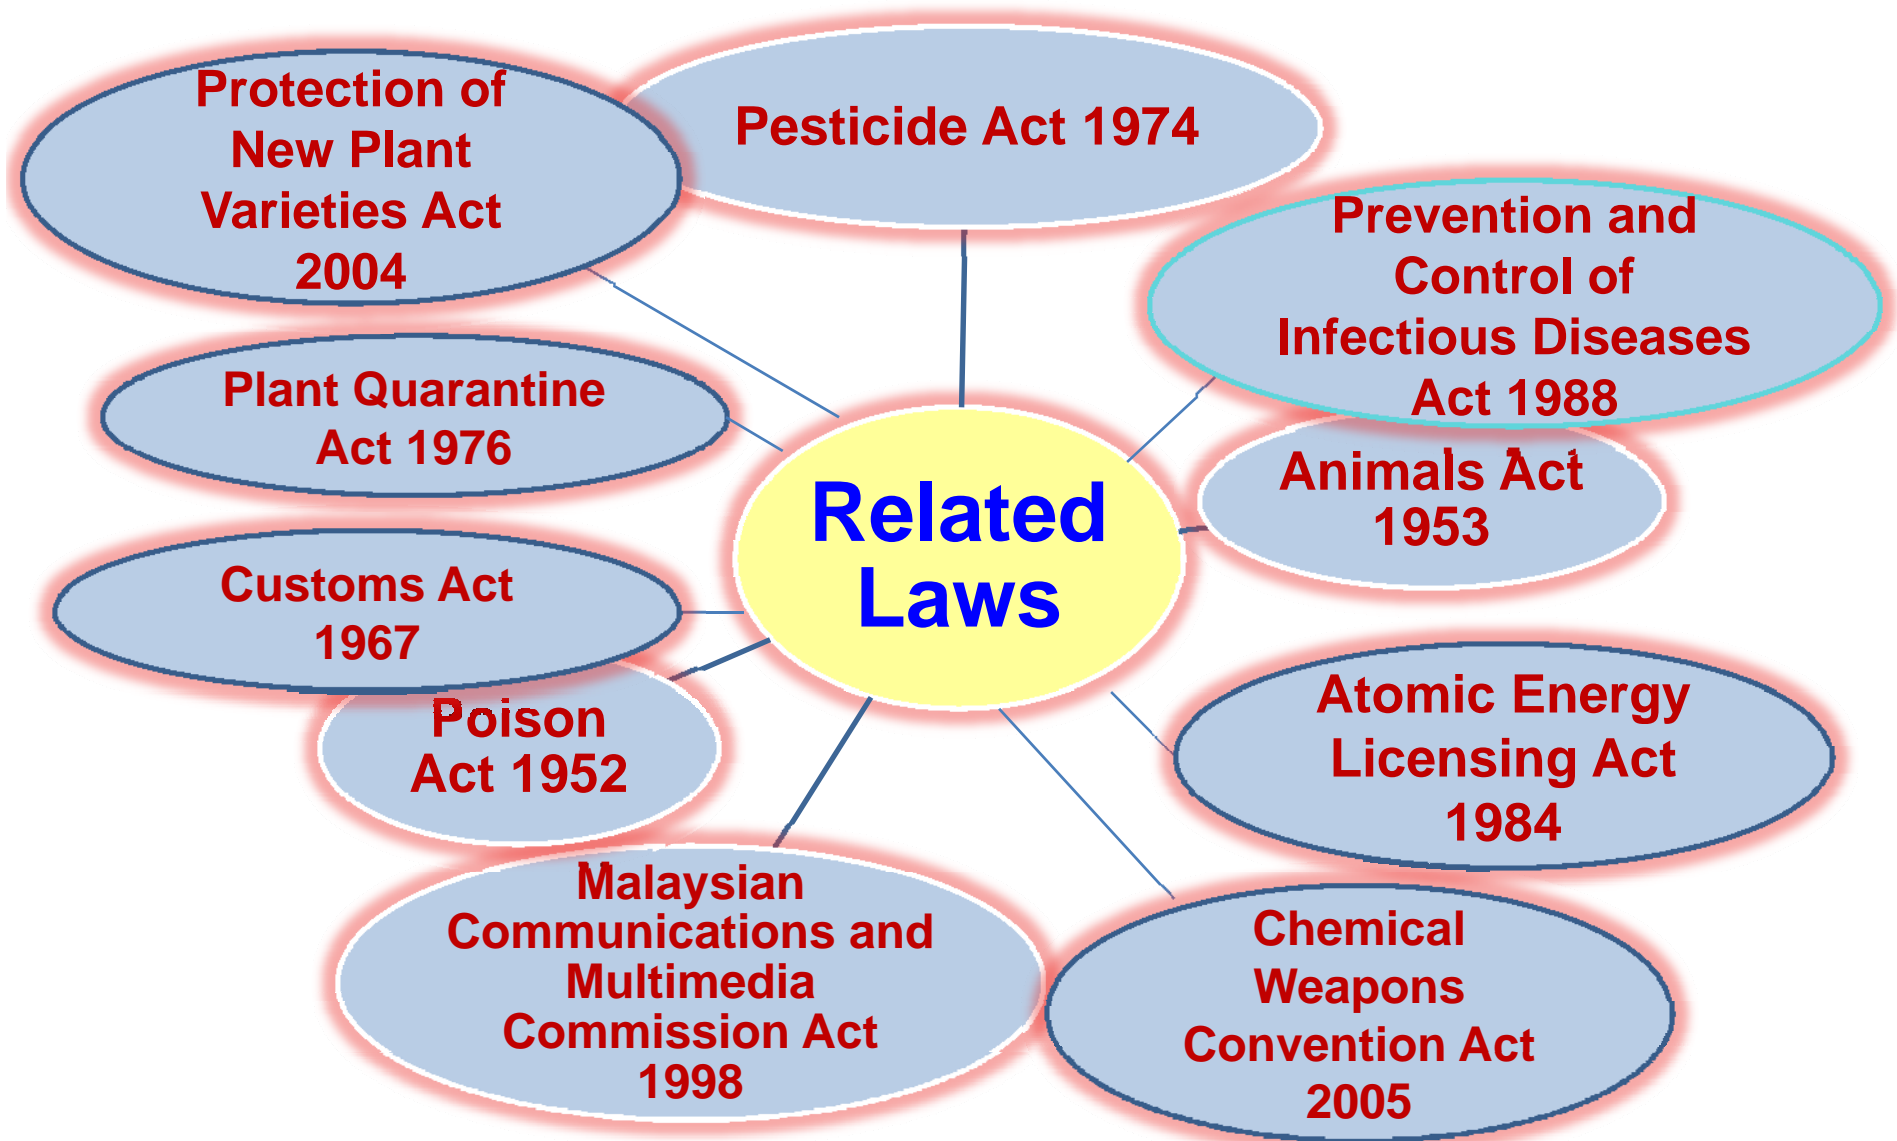 Protection of
New Plant
Varieties Act
2004
Pesticide Act 1974
Prevention and
Control of
Infectious Diseases
Act 1988
Plant Quarantine
Act 1976
Animals Act
1953
Related
Laws
Customs Act
1967
Poison
Act 1952
Atomic Energy
Licensing Act
1984
Malaysian
Communications and
Multimedia
Commission Act
1998
Chemical
Weapons
Convention Act
2005